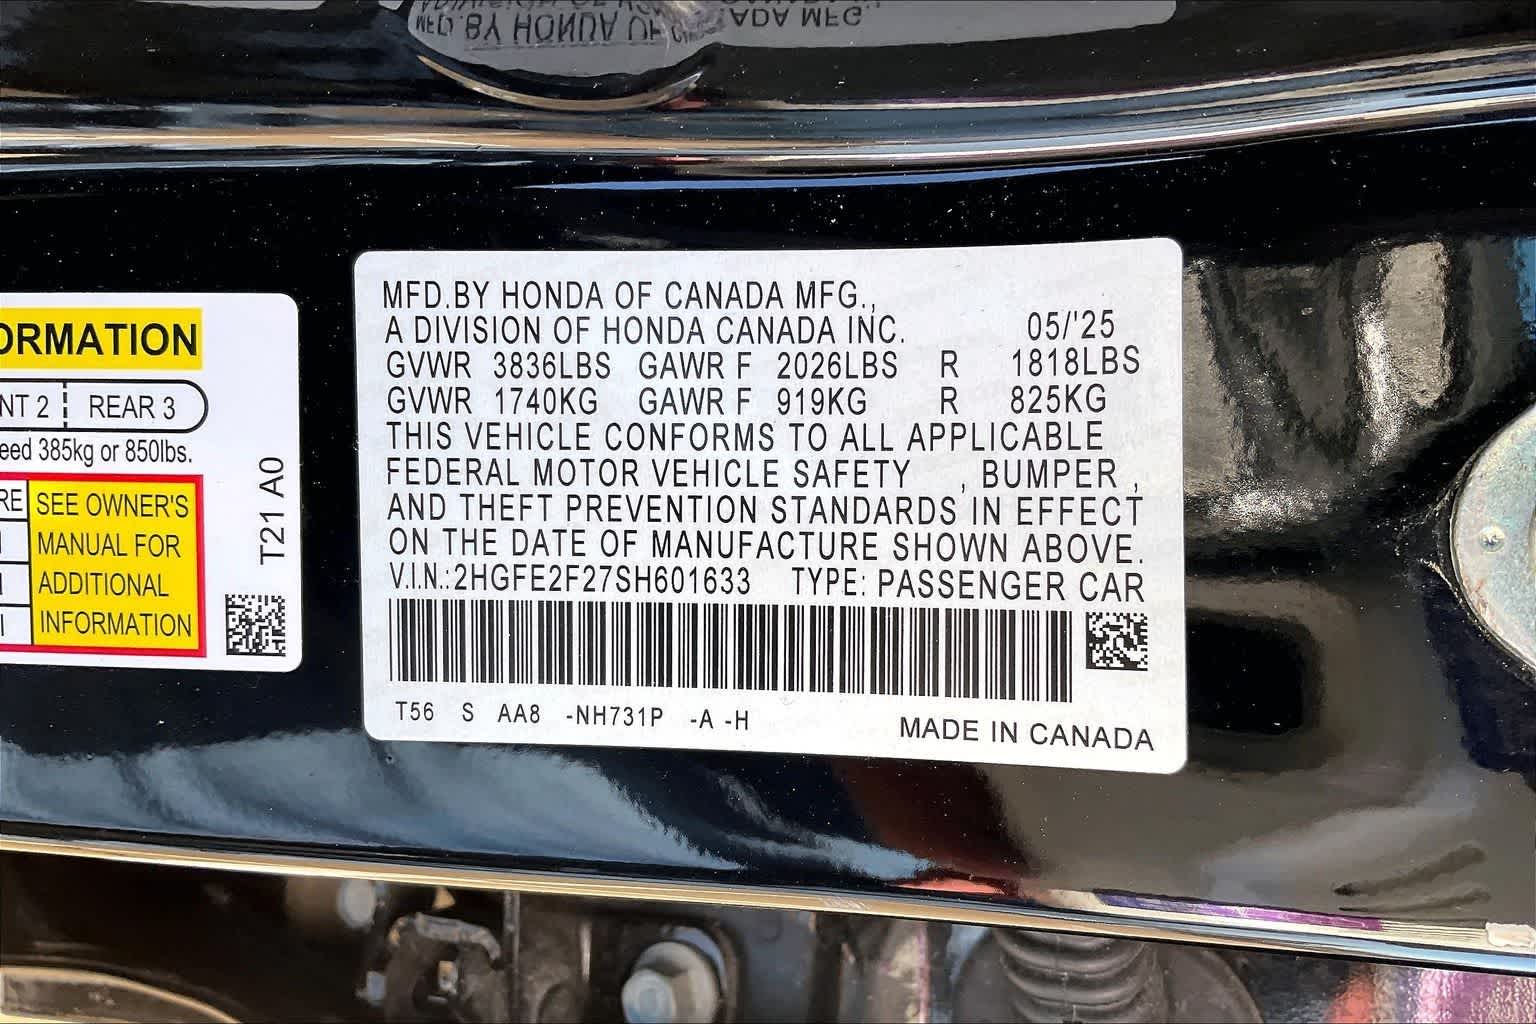 ORMATION
NT 2 REAR 3
eed 385kg or 850lbs.
RE
SEE OWNER'S
MANUAL FOR
ADDITIONAL
INFORMATION
T21 A0
MFD.BY HONDA OF CANADA MFG.,
A DIVISION OF HONDA CANADA INC. 05/'25
GVWR 3836LBS GAWR F 2026LBS R 1818LBS
GVWR 1740KG GAWR F 919KG R 825KG
THIS VEHICLE CONFORMS TO ALL APPLICABLE
FEDERAL MOTOR VEHICLE SAFETY , BUMPER ,
AND THEFT PREVENTION STANDARDS IN EFFECT
ON THE DATE OF MANUFACTURE SHOWN ABOVE.
V.I.N.:2HGFE2F27SH601633 TYPE: PASSENGER CAR
T56 S AA8 -NH731P -A -H
MADE IN CANADA